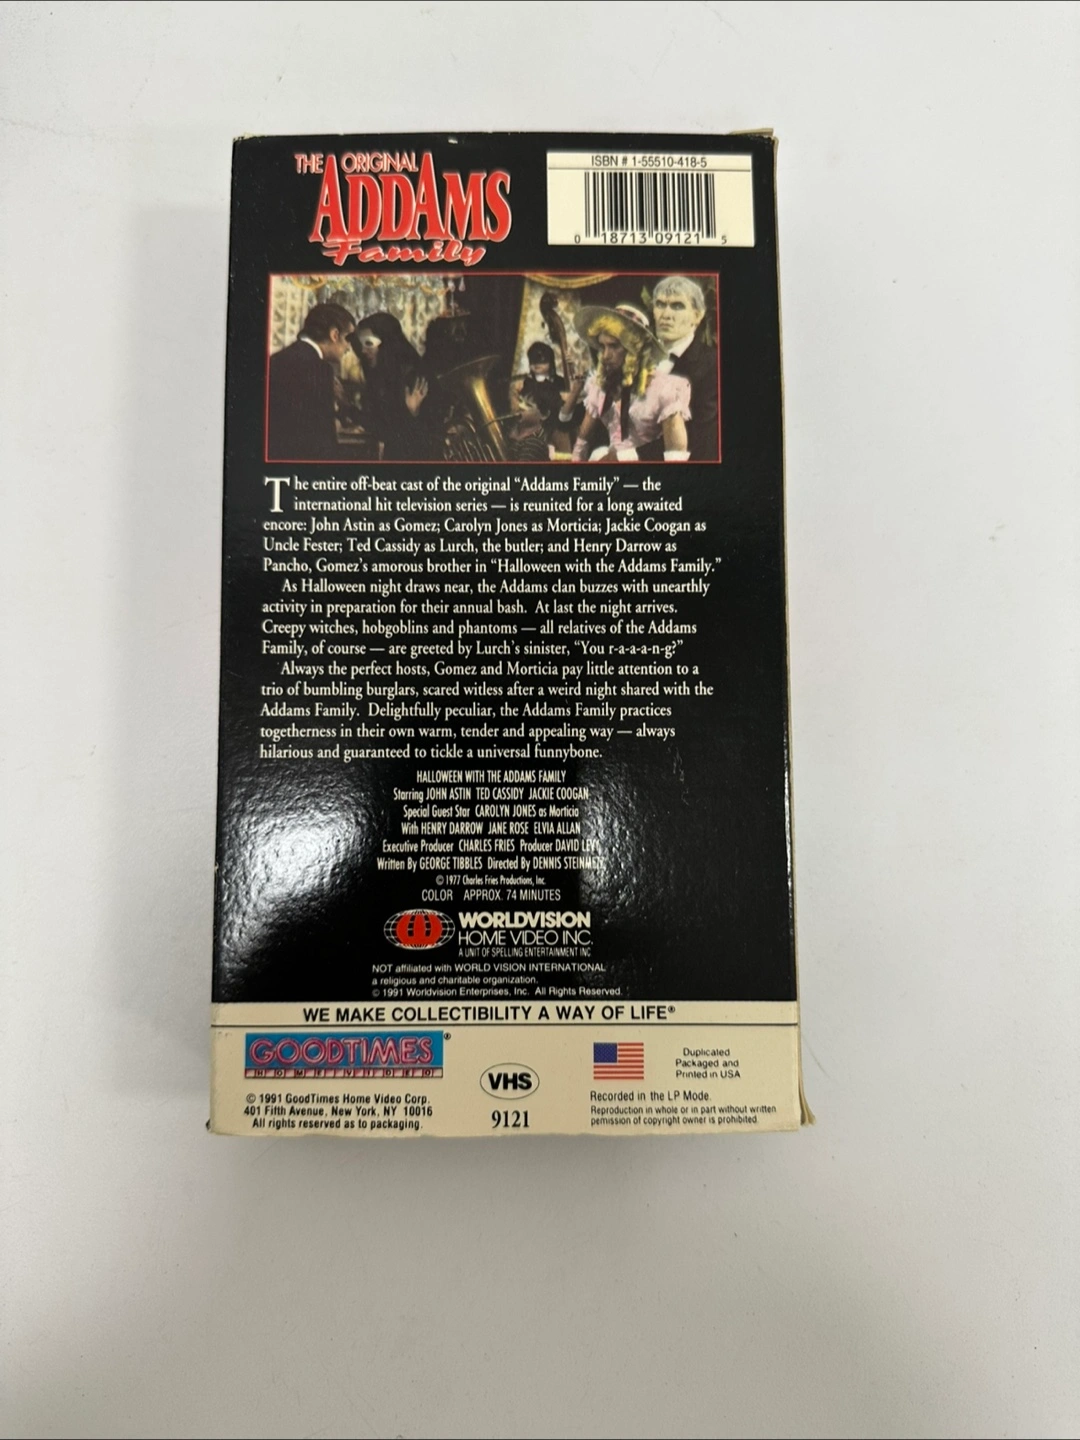 THE ORIGINAL
ADDAMS
Family
ISBN # 1-55510-418-5
0 18713 09121 5
The entire off-beat cast of the original “Addams Family” — the
international hit television series — is reunited for a long awaited
encore: John Astin as Gomez; Carolyn Jones as Morticia; Jackie Coogan as
Uncle Fester; Ted Cassidy as Lurch, the butler; and Henry Darrow as
Pancho, Gomez’s amorous brother in “Halloween with the Addams Family.”
As Halloween night draws near, the Addams clan buzzes with unearthly
activity in preparation for their annual bash. At last the night arrives.
Creepy witches, hobgoblins and phantoms — all relatives of the Addams
Family, of course — are greeted by Lurch’s sinister, “You r-a-a-a-n-g?”
Always the perfect hosts, Gomez and Morticia pay little attention to a
trio of bumbling burglars, scared witless after a weird night shared with the
Addams Family. Delightfully peculiar, the Addams Family practices
togetherness in their own warm, tender and appealing way — always
hilarious and guaranteed to tickle a universal funnybone.
HALLOWEEN WITH THE ADDAMS FAMILY
Starring JOHN ASTIN TED CASSIDY JACKIE COOGAN
Special Guest Star CAROLYN JONES as Morticia
With HENRY DARROW JANE ROSE ELVIA ALLAN
Executive Producer CHARLES FRIES Producer DAVID LEVY
Written By GEORGE TIBBLES Directed By DENNIS STEINMETZ
© 1977 Charles Fries Productions, Inc.
COLOR APPROX. 74 MINUTES
WORLDVISION
HOME VIDEO INC.
A UNIT OF SPELLING ENTERTAINMENT INC
NOT affiliated with WORLD VISION INTERNATIONAL
a religious and charitable organization.
© 1991 Worldvision Enterprises, Inc. All Rights Reserved.
WE MAKE COLLECTIBILITY A WAY OF LIFE®
GOODTIMES®
HOME VIDEO
© 1991 GoodTimes Home Video Corp.
401 Fifth Avenue, New York, NY 10016
All rights reserved as to packaging.
VHS
9121
Duplicated
Packaged and
Printed in USA
Recorded in the LP Mode.
Reproduction in whole or in part without written
permission of copyright owner is prohibited.